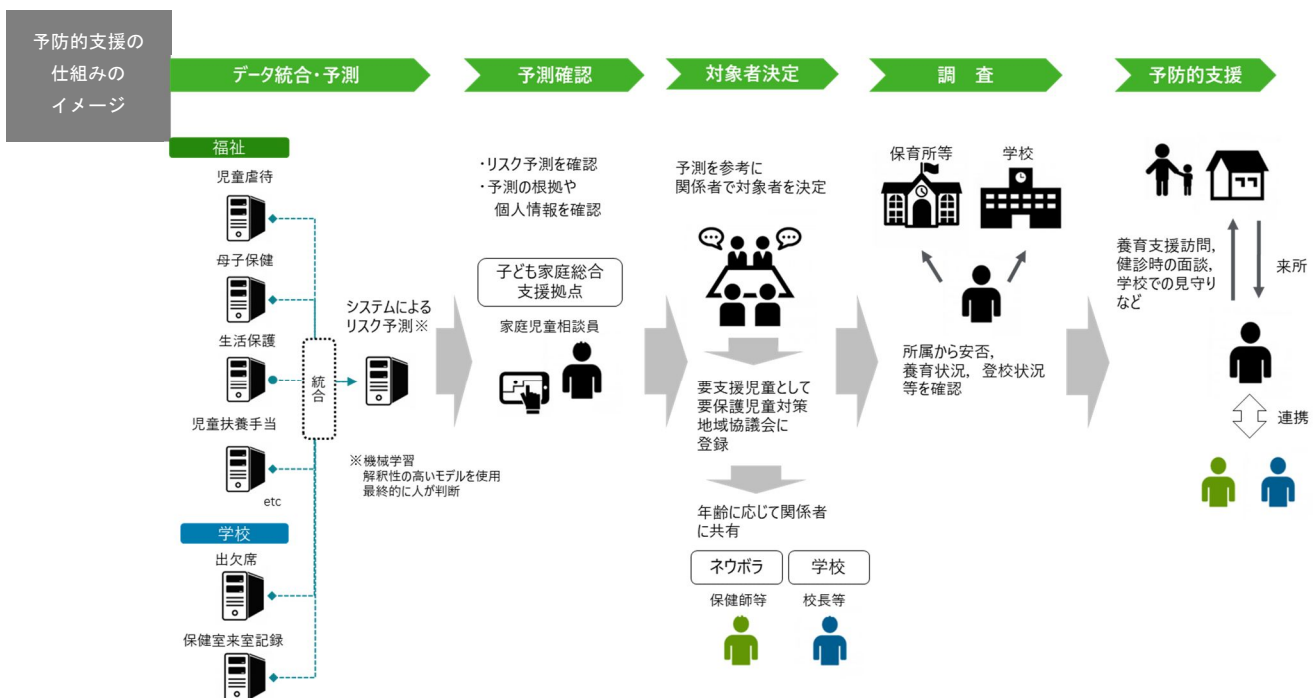 予防的支援の
仕組みの
イメージ
データ統合・予測
予測確認
対象者決定
調　査
予防的支援
福祉
児童虐待
母子保健
生活保護
児童扶養手当
etc
学校
出欠席
保健室来室記録
統合
システムによる
リスク予測※
※機械学習
解釈性の高いモデルを使用
最終的に人が判断
・リスク予測を確認
・予測の根拠や
個人情報を確認
子ども家庭総合
支援拠点
家庭児童相談員
予測を参考に
関係者で対象者を決定
要支援児童として
要保護児童対策
地域協議会に
登録
年齢に応じて関係者
に共有
ネウボラ
学校
保健師等
校長等
保育所等
学校
所属から安否,
養育状況，登校状況
等を確認
養育支援訪問,
健診時の面談,
学校での見守り
など
来所
連携